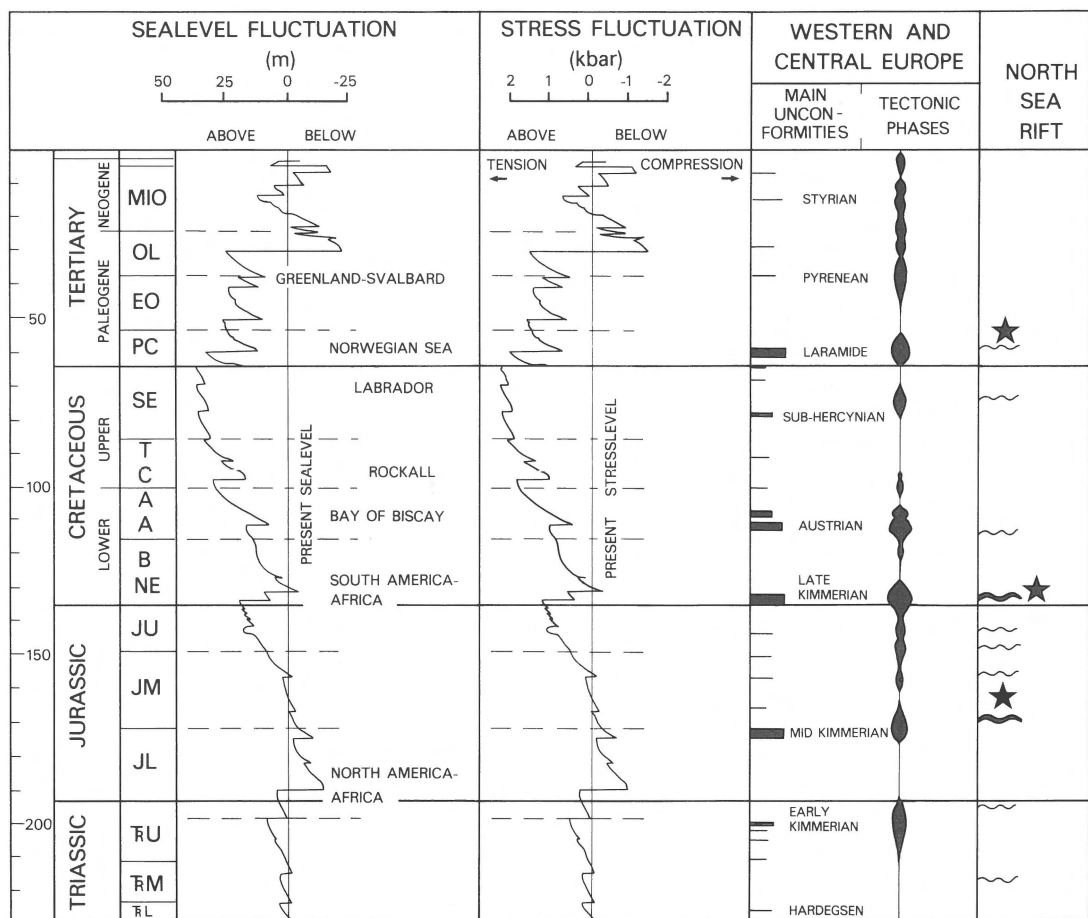 SEALEVEL FLUCTUATION
(m)
50 25 0 -25
ABOVE BELOW
STRESS FLUCTUATION
(kbar)
2 1 0 -1 -2
ABOVE BELOW
WESTERN AND
CENTRAL EUROPE
MAIN
UNCON-
FORMITIES
TECTONIC
PHASES
NORTH
SEA
RIFT
TENSION COMPRESSION
TERTIARY
NEOGENE
PALEOGENE
MIO
OL
EO
PC
50
GREENLAND-SVALBARD
NORWEGIAN SEA
STYRIAN
PYRENEAN
LARAMIDE
CRETACEOUS
UPPER
LOWER
SE
T
C
A
A
B
NE
100
LABRADOR
ROCKALL
BAY OF BISCAY
SOUTH AMERICA-
AFRICA
PRESENT SEALEVEL
PRESENT STRESSLEVEL
SUB-HERCYNIAN
AUSTRIAN
LATE
KIMMERIAN
JURASSIC
JU
JM
JL
150
NORTH AMERICA-
AFRICA
MID KIMMERIAN
TRIASSIC
TRU
TRM
TRL
200
EARLY
KIMMERIAN
HARDEGSEN